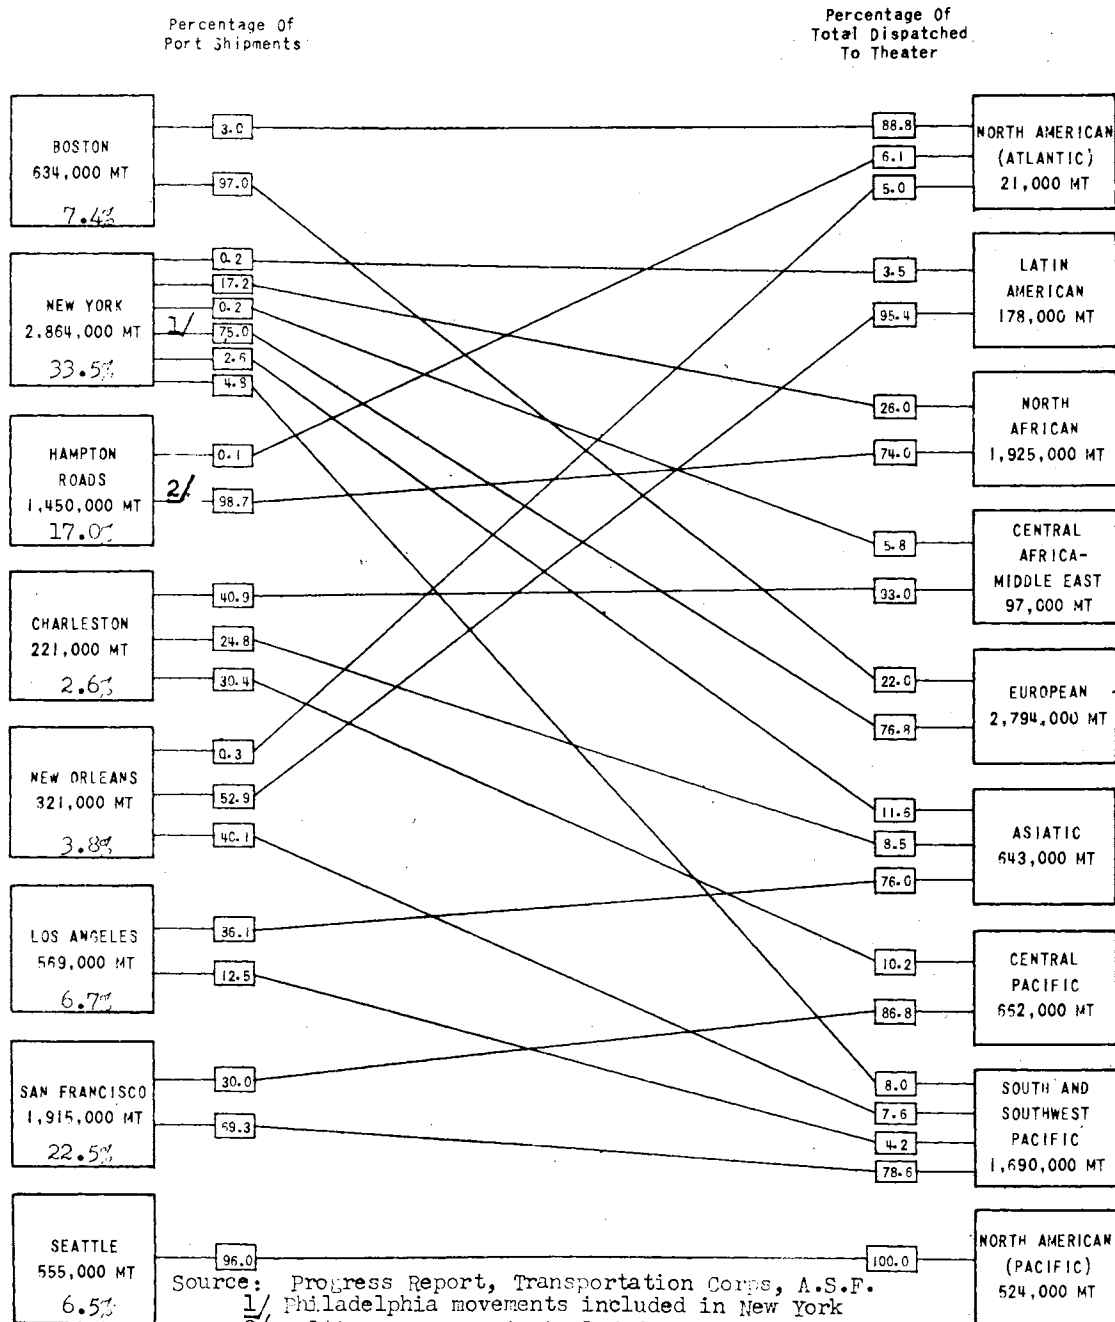 Percentage Of
Port Shipments
Percentage Of
Total Dispatched
To Theater
BOSTON
634,000 MT
7.4%
3.0
97.0
NEW YORK
2,864,000 MT
33.5%
1/
0.2
17.2
0.2
75.0
2.6
4.8
HAMPTON
ROADS
1,450,000 MT
17.0%
2/
0.1
98.7
CHARLESTON
221,000 MT
2.6%
40.9
24.8
30.4
NEW ORLEANS
321,000 MT
3.8%
0.3
52.9
40.1
LOS ANGELES
569,000 MT
6.7%
36.1
12.5
SAN FRANCISCO
1,915,000 MT
22.5%
30.0
69.3
SEATTLE
555,000 MT
6.5%
96.0
88.8
6.1
5.0
NORTH AMERICAN
(ATLANTIC)
21,000 MT
3.5
95.4
LATIN
AMERICAN
178,000 MT
26.0
74.0
NORTH
AFRICAN
1,925,000 MT
5.8
93.0
CENTRAL
AFRICA-
MIDDLE EAST
97,000 MT
22.0
76.8
EUROPEAN
2,794,000 MT
11.6
8.5
76.0
ASIATIC
643,000 MT
10.2
86.8
CENTRAL
PACIFIC
662,000 MT
8.0
7.6
4.2
78.6
SOUTH AND
SOUTHWEST
PACIFIC
1,690,000 MT
100.0
NORTH AMERICAN
(PACIFIC)
524,000 MT
Source: Progress Report, Transportation Corps, A.S.F.
1/ Philadelphia movements included in New York